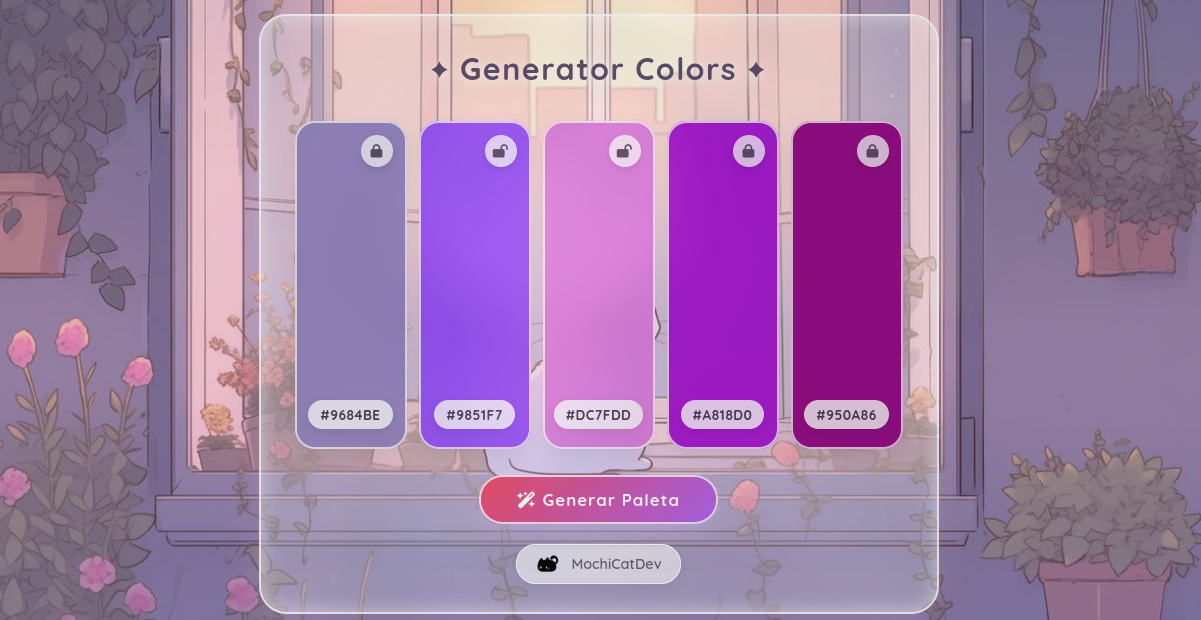 ✦ Generator Colors ✦
#9684BE
#9851F7
#DC7FDD
#A818D0
#950A86
Generar Paleta
MochiCatDev